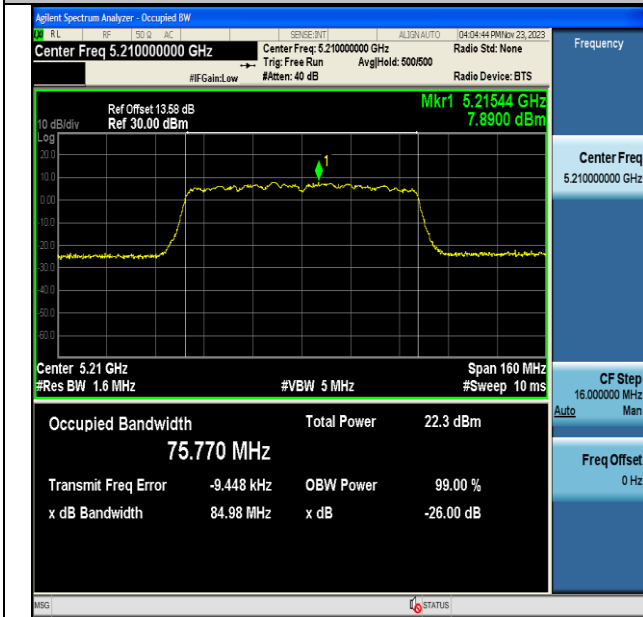 Agilent Spectrum Analyzer - Occupied BW
RL RF 50 Ω AC SENSE:INT ALIGN AUTO 04:04:44 PM Nov 23, 2023
Center Freq 5.210000000 GHz
Center Freq: 5.210000000 GHz
Radio Std: None
Trig: Free Run
Avg|Hold: 500/500
#IFGain:Low
#Atten: 40 dB
Radio Device: BTS
Frequency
Ref Offset 13.58 dB
Mkr1 5.21544 GHz
10 dB/div
Ref 30.00 dBm
7.8900 dBm
Log
20.0
1
10.0
0.00
-10.0
-20.0
-30.0
-40.0
-50.0
-60.0
Center 5.21 GHz
Span 160 MHz
#Res BW 1.6 MHz
#VBW 5 MHz
#Sweep 10 ms
Occupied Bandwidth
Total Power
22.3 dBm
75.770 MHz
Transmit Freq Error
-9.448 kHz
OBW Power
99.00 %
x dB Bandwidth
84.98 MHz
x dB
-26.00 dB
Center Freq
5.210000000 GHz
CF Step
16.000000 MHz
Auto Man
Freq Offset
0 Hz
MSG
STATUS